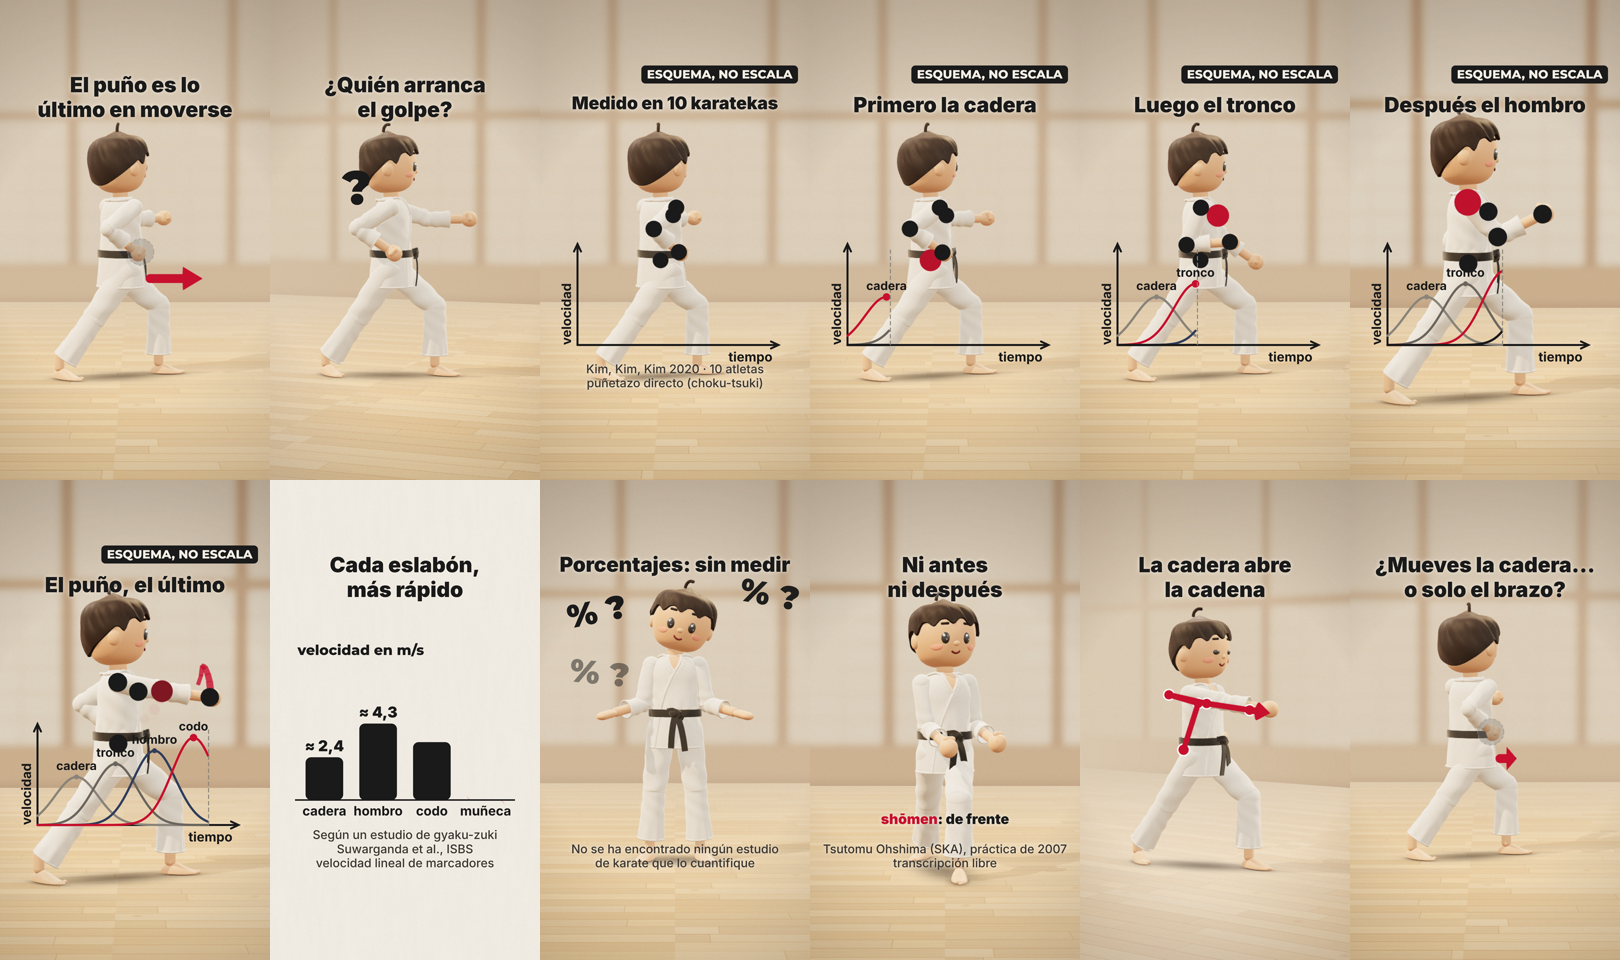 El puño es lo
último en moverse
¿Quién arranca
el golpe?
?
ESQUEMA, NO ESCALA
Medido en 10 karatekas
velocidad
tiempo
Kim, Kim, Kim 2020 · 10 atletas
puñetazo directo (choku-tsuki)
ESQUEMA, NO ESCALA
Primero la cadera
cadera
velocidad
tiempo
ESQUEMA, NO ESCALA
Luego el tronco
tronco
cadera
velocidad
tiempo
ESQUEMA, NO ESCALA
Después el hombro
tronco
cadera
velocidad
tiempo
ESQUEMA, NO ESCALA
El puño, el último
codo
hombro
tronco
cadera
velocidad
tiempo
Cada eslabón,
más rápido
velocidad en m/s
≈ 2,4
≈ 4,3
cadera hombro codo muñeca
Según un estudio de gyaku-zuki
Suwarganda et al., ISBS
velocidad lineal de marcadores
Porcentajes: sin medir
% ?
% ?
% ?
No se ha encontrado ningún estudio
de karate que lo cuantifique
Ni antes
ni después
shōmen: de frente
Tsutomu Ohshima (SKA), práctica de 2007
transcripción libre
La cadera abre
la cadena
¿Mueves la cadera...
o solo el brazo?